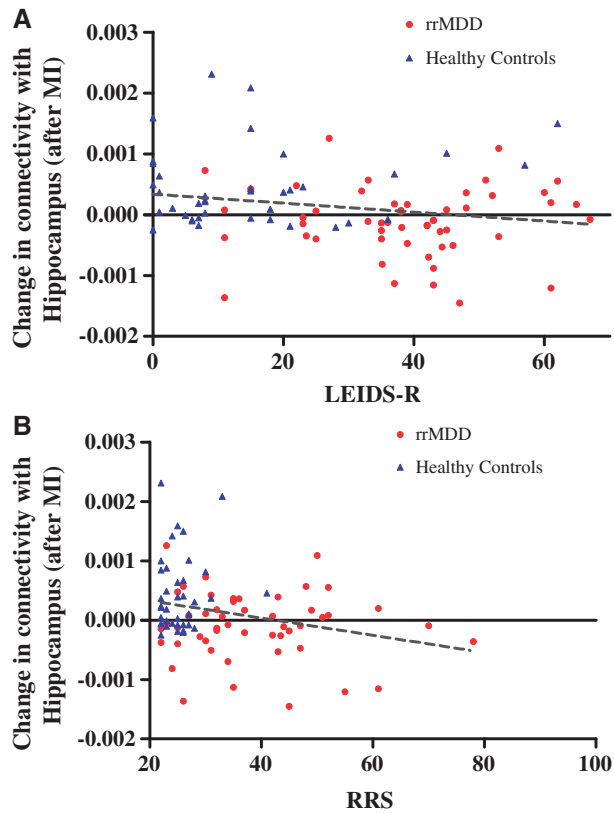 A
0.003
0.002
0.001
0.000
-0.001
-0.002
Change in connectivity with
Hippocampus (after MI)
rrMDD
Healthy Controls
0
20
40
60
LEIDS-R
B
0.003
0.002
0.001
0.000
-0.001
-0.002
Change in connectivity with
Hippocampus (after MI)
rrMDD
Healthy Controls
20
40
60
80
100
RRS